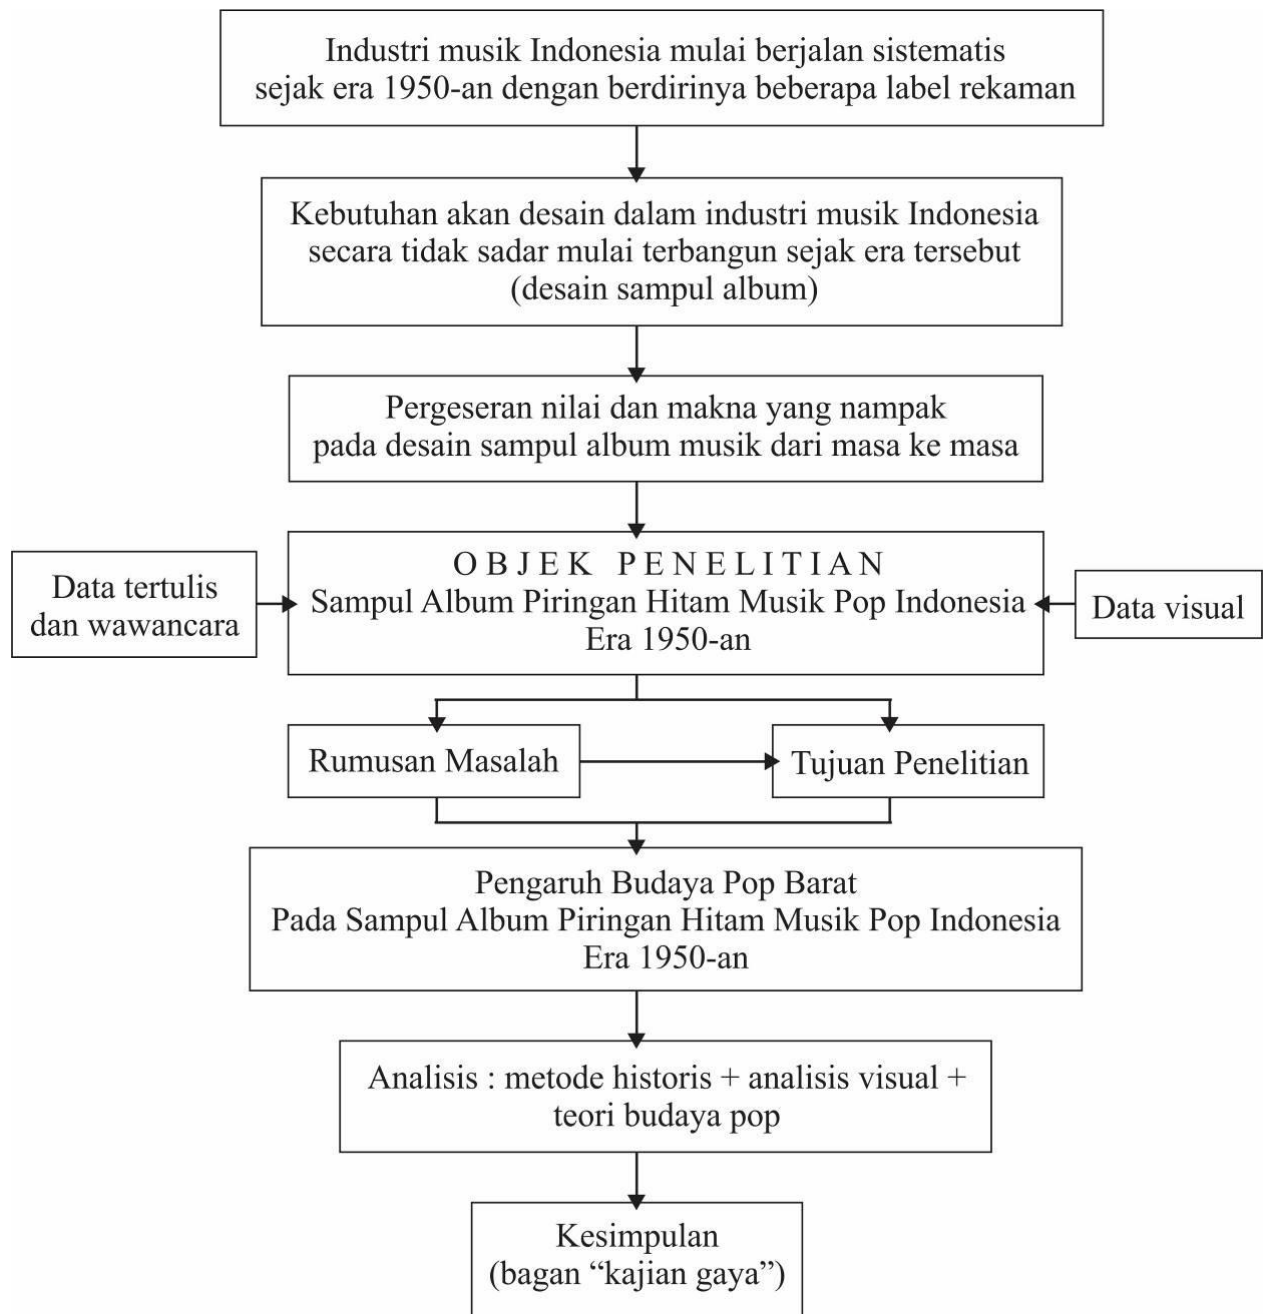 Industri musik Indonesia mulai berjalan sistematis
sejak era 1950-an dengan berdirinya beberapa label rekaman
Kebutuhan akan desain dalam industri musik Indonesia
secara tidak sadar mulai terbangun sejak era tersebut
(desain sampul album)
Pergeseran nilai dan makna yang nampak
pada desain sampul album musik dari masa ke masa
Data tertulis
dan wawancara
O B J E K P E N E L I T I A N
Sampul Album Piringan Hitam Musik Pop Indonesia
Era 1950-an
Data visual
Rumusan Masalah
Tujuan Penelitian
Pengaruh Budaya Pop Barat
Pada Sampul Album Piringan Hitam Musik Pop Indonesia
Era 1950-an
Analisis : metode historis + analisis visual +
teori budaya pop
Kesimpulan
(bagan “kajian gaya”)